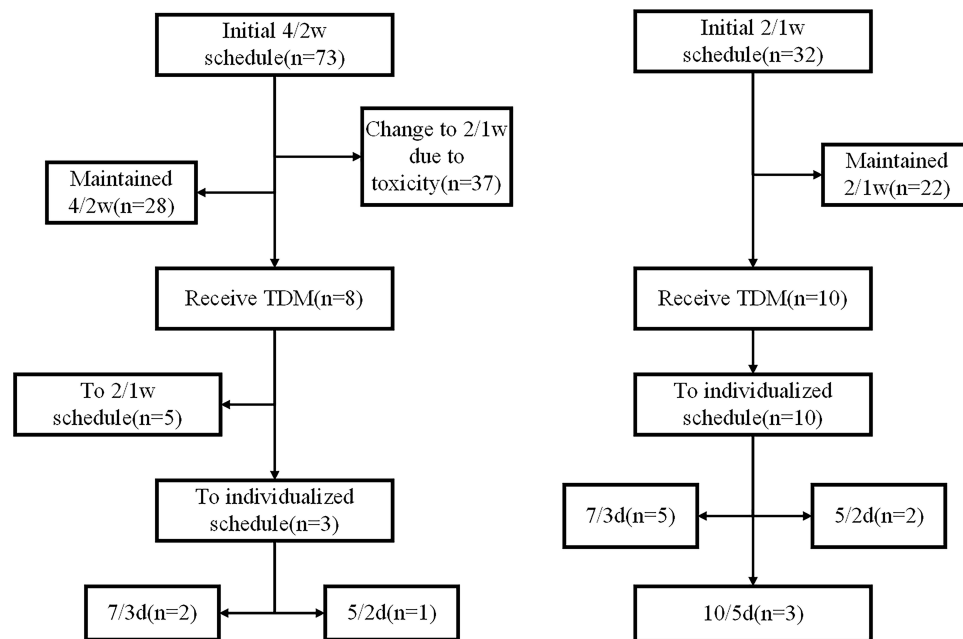 Initial 4/2w
schedule(n=73)
Change to 2/1w
due to
toxicity(n=37)
Maintained
4/2w(n=28)
Receive TDM(n=8)
To 2/1w
schedule(n=5)
To individualized
schedule(n=3)
7/3d(n=2)
5/2d(n=1)
Initial 2/1w
schedule(n=32)
Maintained
2/1w(n=22)
Receive TDM(n=10)
To individualized
schedule(n=10)
7/3d(n=5)
5/2d(n=2)
10/5d(n=3)